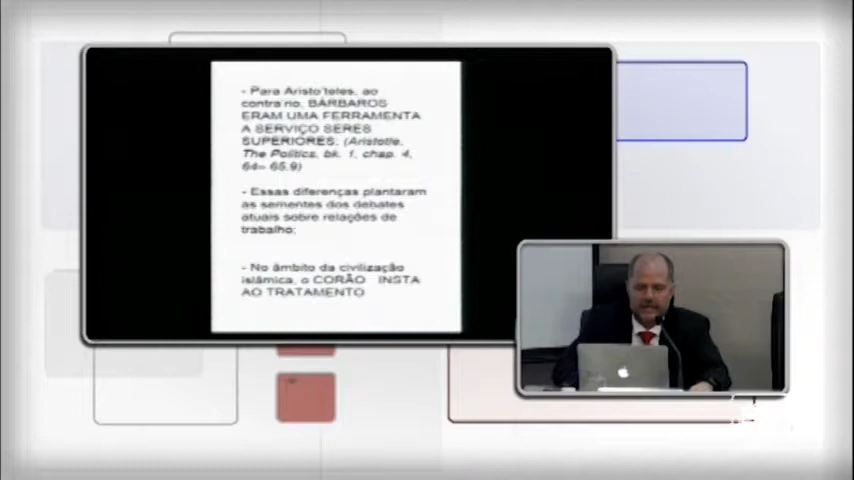 - Para Aristo´teles, ao
contra´rio, BÁRBAROS
ERAM UMA FERRAMENTA
A SERVIÇO SERES
SUPERIORES; (Aristotle,
The Politics, bk. 1, chap. 4,
64– 65.9)
- Essas diferenças plantaram
as sementes dos debates
atuais sobre relações de
trabalho;
- No âmbito da civilização
islâmica, o CORÃO INSTA
AO TRATAMENTO